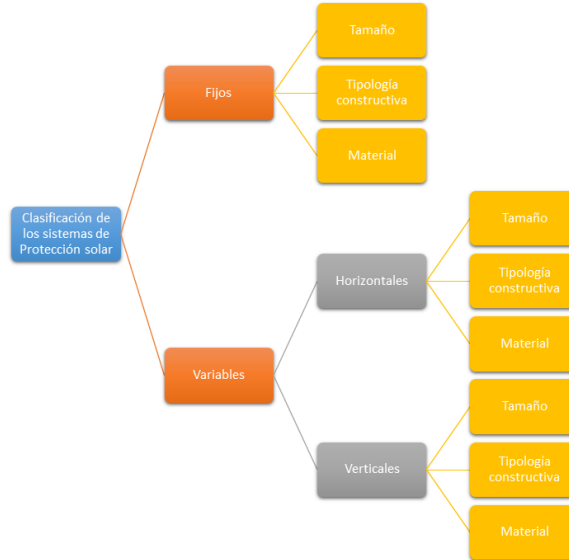 Clasificación de
los sistemas de
Protección solar
Fijos
Tamaño
Tipología
constructiva
Material
Variables
Horizontales
Tamaño
Tipología
constructiva
Material
Verticales
Tamaño
Tipología
constructiva
Material